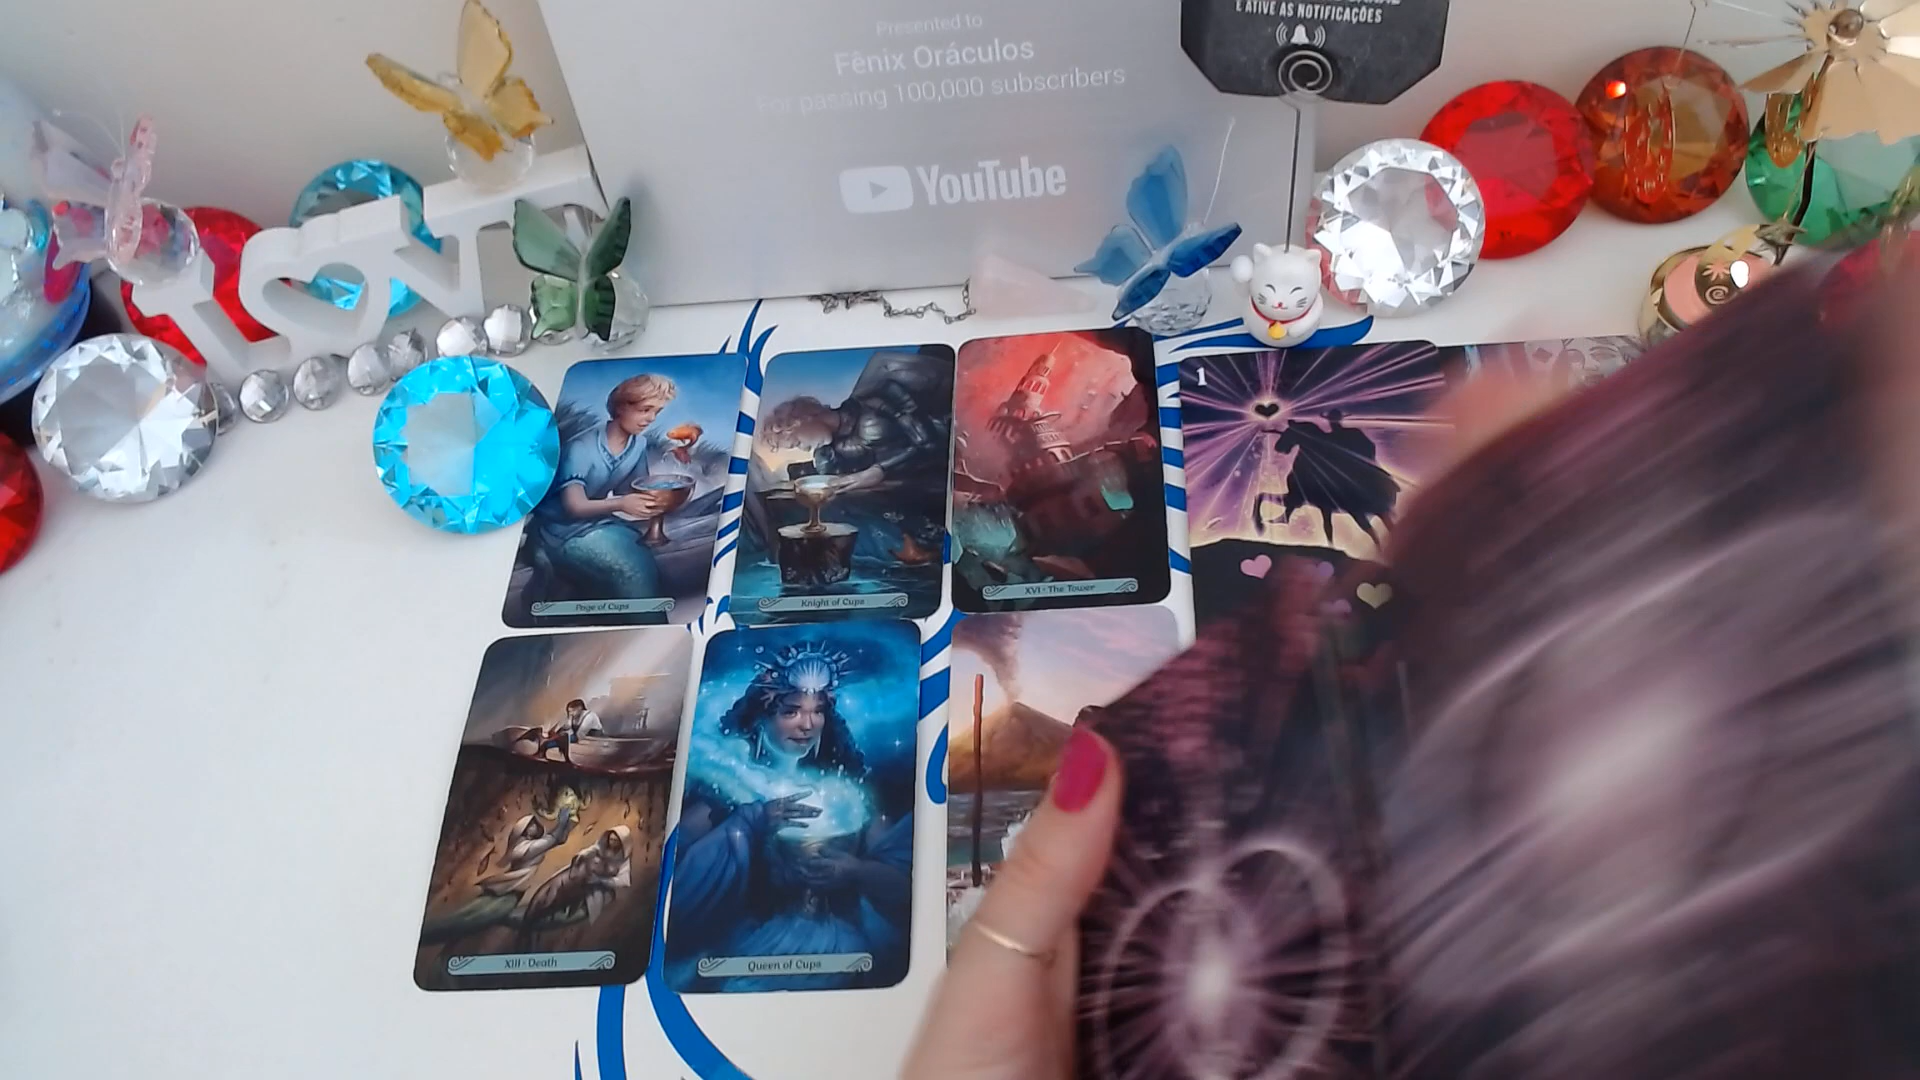 E ATIVE AS NOTIFICAÇÕES
Presented to
Fênix Oráculos
For passing 100,000 subscribers
YouTube
1
Page of Cups
Knight of Cups
XVI · The Tower
XIII · Death
Queen of Cups